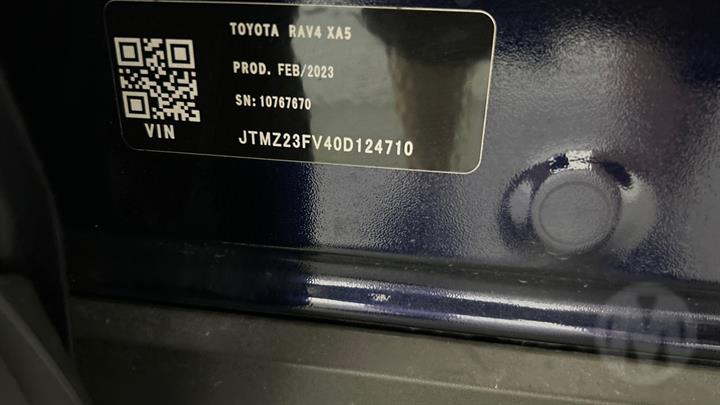 TOYOTA RAV4 XA5
PROD. FEB/2023
SN: 10767670
VIN
JTMZ23FV40D124710
M